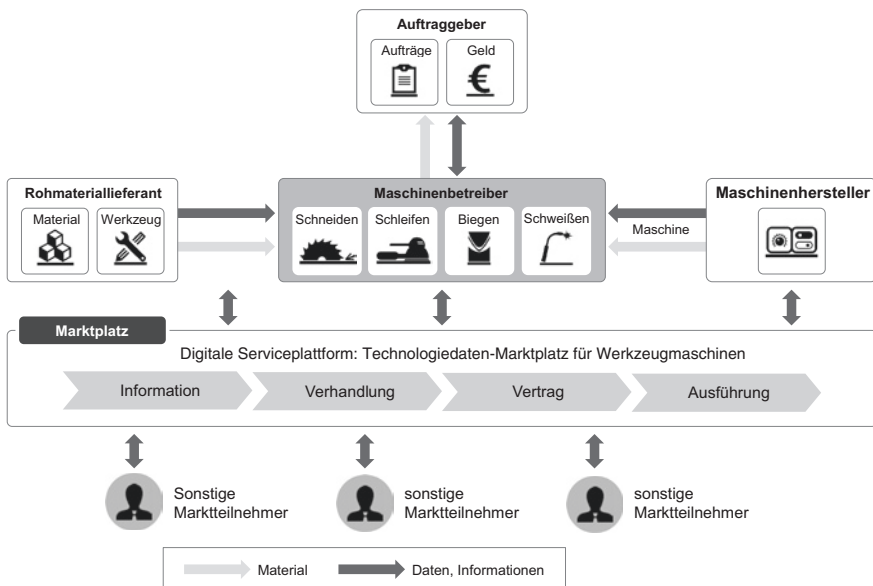 Auftraggeber
Aufträge
Geld
€
Rohmateriallieferant
Material
Werkzeug
Maschinenbetreiber
Schneiden
Schleifen
Biegen
Schweißen
Maschinenhersteller
Maschine
Marktplatz
Digitale Serviceplattform: Technologiedaten-Marktplatz für Werkzeugmaschinen
Information
Verhandlung
Vertrag
Ausführung
Sonstige
Marktteilnehmer
sonstige
Marktteilnehmer
sonstige
Marktteilnehmer
Material
Daten, Informationen